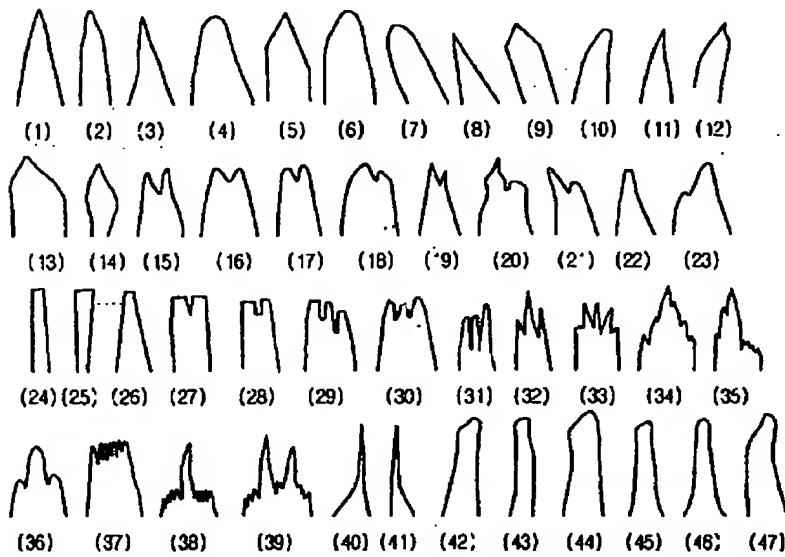 (1) (2) (3) (4) (5) (6) (7) (8) (9) (10) (11) (12)
(13) (14) (15) (16) (17) (18) (*9) (20) (2*) (22) (23)
(24) (25; (26) (27) (28) (29) (30) (31) (32) (33) (34) (35)
(36) (37) (38) (39) (40) (41) (42; (43) (44) (45) (46; (47)